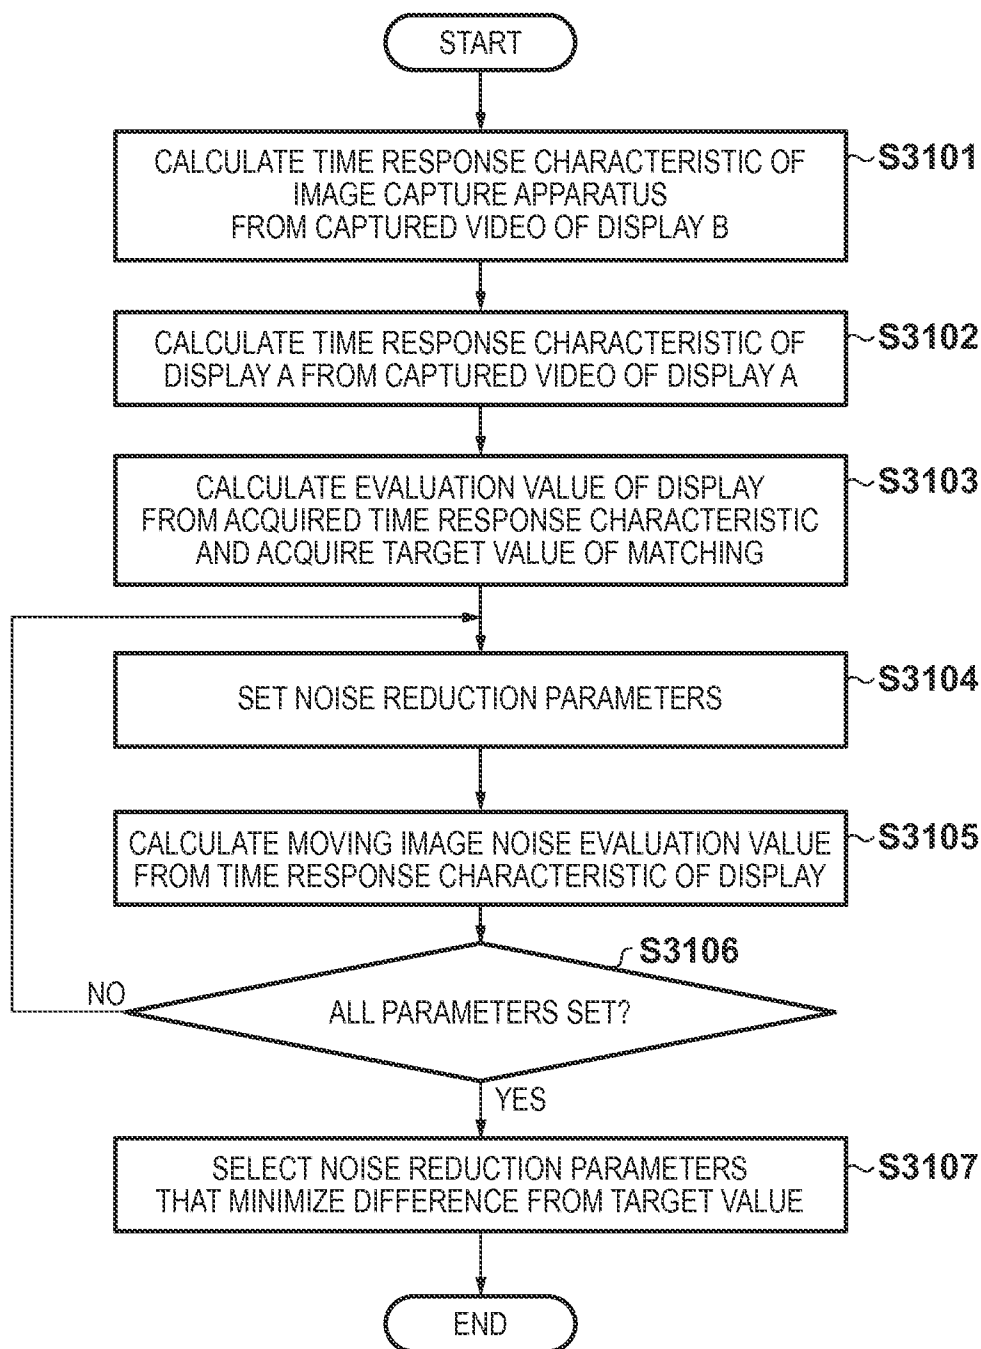 START
CALCULATE TIME RESPONSE CHARACTERISTIC OF
IMAGE CAPTURE APPARATUS
FROM CAPTURED VIDEO OF DISPLAY B
S3101
CALCULATE TIME RESPONSE CHARACTERISTIC OF
DISPLAY A FROM CAPTURED VIDEO OF DISPLAY A
S3102
CALCULATE EVALUATION VALUE OF DISPLAY
FROM ACQUIRED TIME RESPONSE CHARACTERISTIC
AND ACQUIRE TARGET VALUE OF MATCHING
S3103
SET NOISE REDUCTION PARAMETERS
S3104
CALCULATE MOVING IMAGE NOISE EVALUATION VALUE
FROM TIME RESPONSE CHARACTERISTIC OF DISPLAY
S3105
S3106
NO
ALL PARAMETERS SET?
YES
SELECT NOISE REDUCTION PARAMETERS
THAT MINIMIZE DIFFERENCE FROM TARGET VALUE
S3107
END